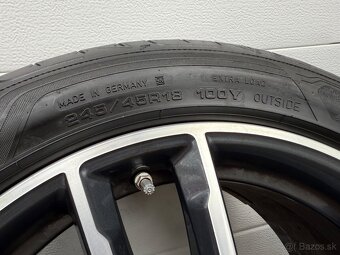 MADE IN GERMANY EXTRA LOAD
245/45R18 100Y OUTSIDE
Bazos.sk